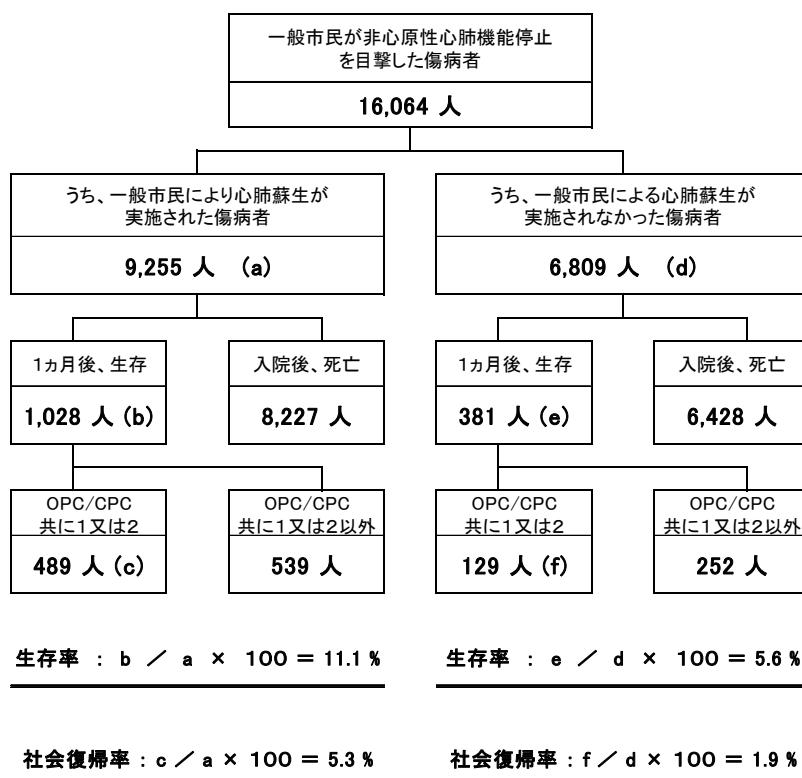 一般市民が非心原性心肺機能停止
を目撃した傷病者
16,064 人
うち、一般市民により心肺蘇生が
実施された傷病者
9,255 人 (a)
うち、一般市民による心肺蘇生が
実施されなかった傷病者
6,809 人 (d)
1ヵ月後、生存
1,028 人 (b)
入院後、死亡
8,227 人
1ヵ月後、生存
381 人 (e)
入院後、死亡
6,428 人
OPC/CPC
共に1又は2
489 人 (c)
OPC/CPC
共に1又は2以外
539 人
OPC/CPC
共に1又は2
129 人 (f)
OPC/CPC
共に1又は2以外
252 人
生存率 : b / a × 100 = 11.1 %
生存率 : e / d × 100 = 5.6 %
社会復帰率 : c / a × 100 = 5.3 %
社会復帰率 : f / d × 100 = 1.9 %